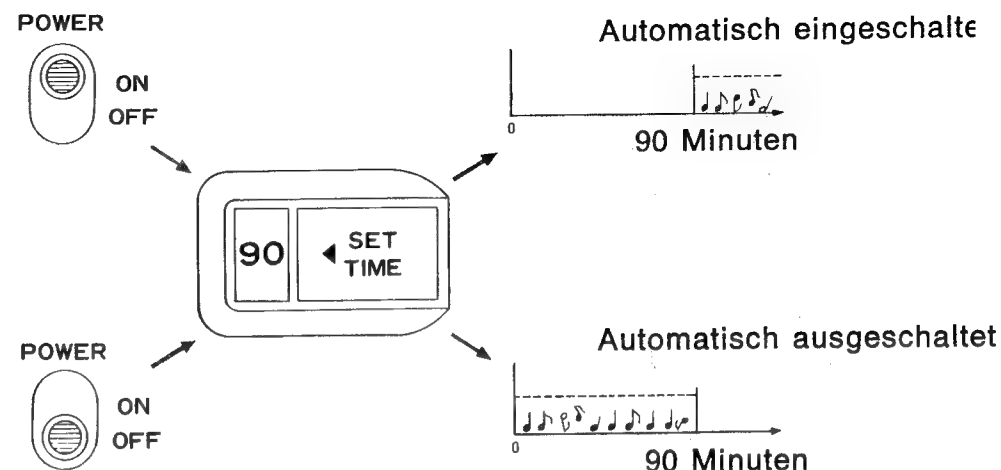 POWER
ON
OFF
Automatisch eingeschalte
0
90 Minuten
90
SET
TIME
POWER
ON
OFF
Automatisch ausgeschaltet
0
90 Minuten